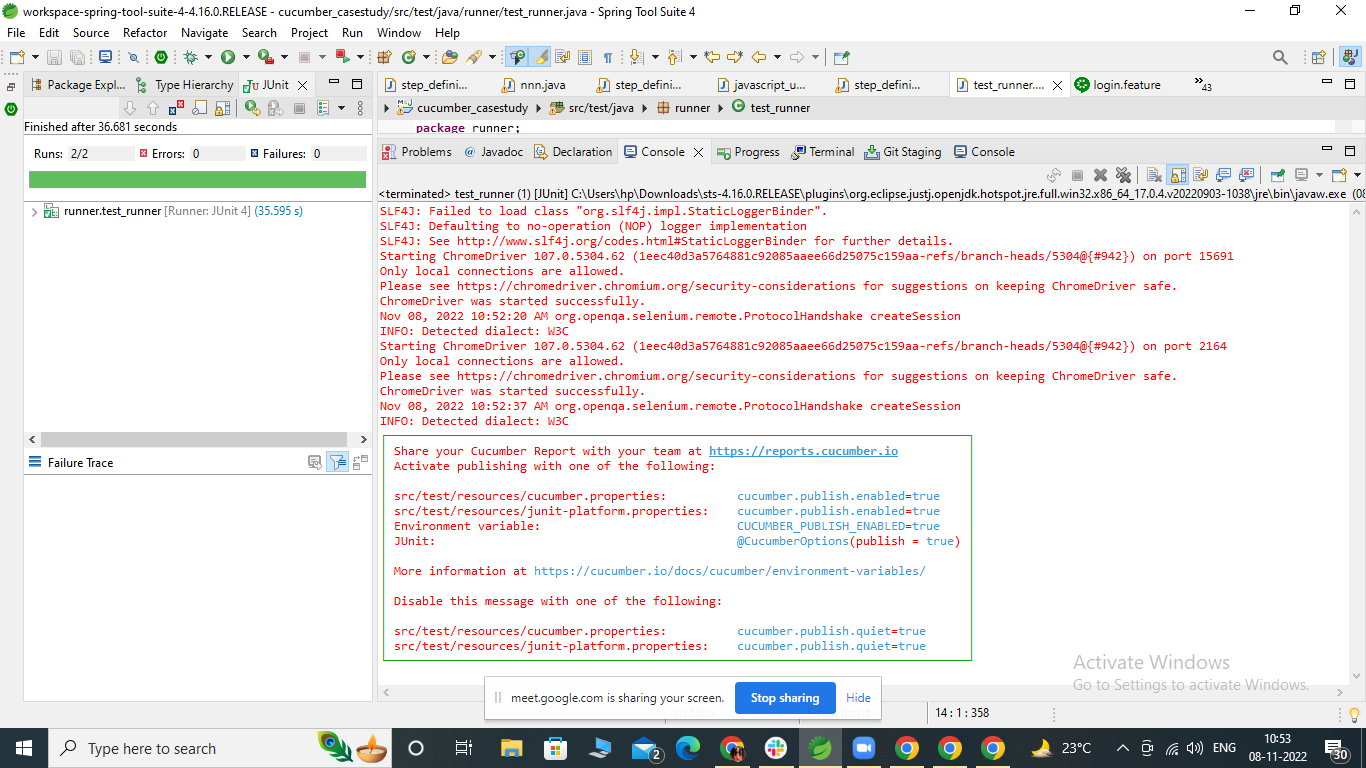 workspace-spring-tool-suite-4-4.16.0.RELEASE - cucumber_casestudy/src/test/java/runner/test_runner.java - Spring Tool Suite 4
File Edit Source Refactor Navigate Search Project Run Window Help
Package Expl... Type Hierarchy JUnit
step_defini... nnn.java step_defini... javascript_u... step_defini... test_runner.... login.feature »43
cucumber_casestudy src/test/java runner test_runner
Finished after 36.681 seconds
package runner;
Runs: 2/2 Errors: 0 Failures: 0
Problems @ Javadoc Declaration Console Progress Terminal Git Staging Console
<terminated> test_runner (1) [JUnit] C:\Users\hp\Downloads\sts-4.16.0.RELEASE\plugins\org.eclipse.justj.openjdk.hotspot.jre.full.win32.x86_64_17.0.4.v20220903-1038\jre\bin\javaw.exe (08
runner.test_runner [Runner: JUnit 4] (35.595 s)
SLF4J: Failed to load class "org.slf4j.impl.StaticLoggerBinder".
SLF4J: Defaulting to no-operation (NOP) logger implementation
SLF4J: See http://www.slf4j.org/codes.html#StaticLoggerBinder for further details.
Starting ChromeDriver 107.0.5304.62 (1eec40d3a5764881c92085aaee66d25075c159aa-refs/branch-heads/5304@{#942}) on port 15691
Only local connections are allowed.
Please see https://chromedriver.chromium.org/security-considerations for suggestions on keeping ChromeDriver safe.
ChromeDriver was started successfully.
Nov 08, 2022 10:52:20 AM org.openqa.selenium.remote.ProtocolHandshake createSession
INFO: Detected dialect: W3C
Starting ChromeDriver 107.0.5304.62 (1eec40d3a5764881c92085aaee66d25075c159aa-refs/branch-heads/5304@{#942}) on port 2164
Only local connections are allowed.
Please see https://chromedriver.chromium.org/security-considerations for suggestions on keeping ChromeDriver safe.
ChromeDriver was started successfully.
Nov 08, 2022 10:52:37 AM org.openqa.selenium.remote.ProtocolHandshake createSession
INFO: Detected dialect: W3C
Failure Trace
Share your Cucumber Report with your team at https://reports.cucumber.io
Activate publishing with one of the following:
src/test/resources/cucumber.properties: cucumber.publish.enabled=true
src/test/resources/junit-platform.properties: cucumber.publish.enabled=true
Environment variable: CUCUMBER_PUBLISH_ENABLED=true
JUnit: @CucumberOptions(publish = true)
More information at https://cucumber.io/docs/cucumber/environment-variables/
Disable this message with one of the following:
src/test/resources/cucumber.properties: cucumber.publish.quiet=true
src/test/resources/junit-platform.properties: cucumber.publish.quiet=true
Activate Windows
Go to Settings to activate Windows.
meet.google.com is sharing your screen. Stop sharing Hide
14 : 1 : 358
Type here to search
2
23°C
ENG
10:53
08-11-2022
30